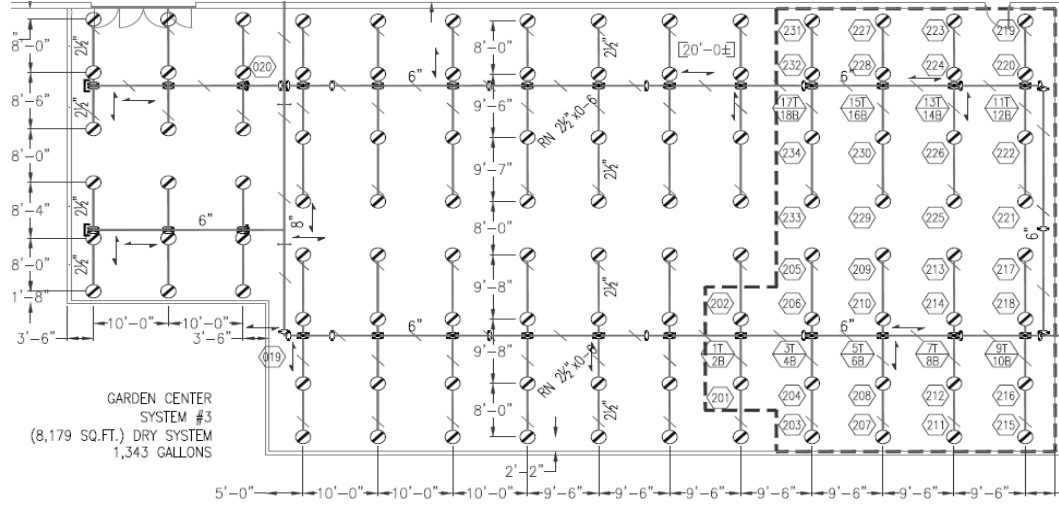 8'-0"
2½"
8'-6"
2½"
8'-0"
8'-4"
2½"
8'-0"
2½"
1'-8"
3'-6"
10'-0"
10'-0"
3'-6"
020
019
6"
8"
6"
6"
8'-0"
9'-6"
9'-7"
8'-0"
9'-8"
9'-8"
8'-0"
2'-2"
2½"
2½"
2½"
2½"
RN 2½"x0-6
RN 2½"x0-8
20'-0±
6"
6"
6"
231
227
223
219
232
228
224
220
17T
18B
15T
16B
13T
14B
11T
12B
234
230
226
222
233
229
225
221
205
209
213
217
202
206
210
214
218
1T
2B
3T
4B
5T
6B
7T
8B
9T
10B
201
204
208
212
216
203
207
211
215
GARDEN CENTER
SYSTEM #3
(8,179 SQ.FT.) DRY SYSTEM
1,343 GALLONS
5'-0" 10'-0" 10'-0" 10'-0" 9'-6" 9'-6" 9'-6" 9'-6" 9'-6" 9'-6" 9'-6"